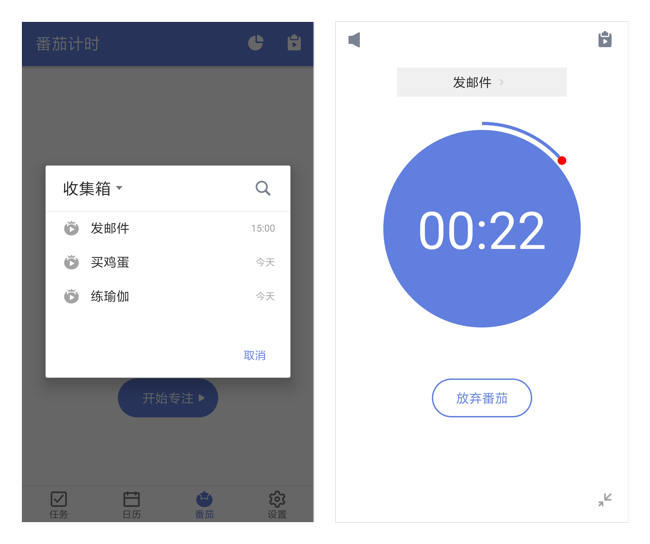 番茄计时
收集箱
发邮件 15:00
买鸡蛋 今天
练瑜伽 今天
取消
开始专注
任务 日历 番茄 设置
发邮件
00:22
放弃番茄